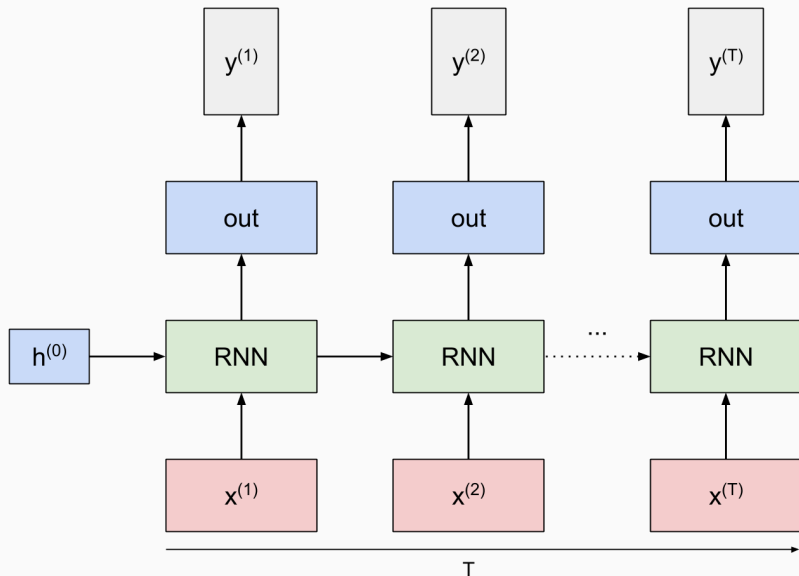 y⁽¹⁾ y⁽²⁾ y⁽ᵀ⁾
out out out
...
h⁽⁰⁾ RNN RNN RNN
x⁽¹⁾ x⁽²⁾ x⁽ᵀ⁾
T